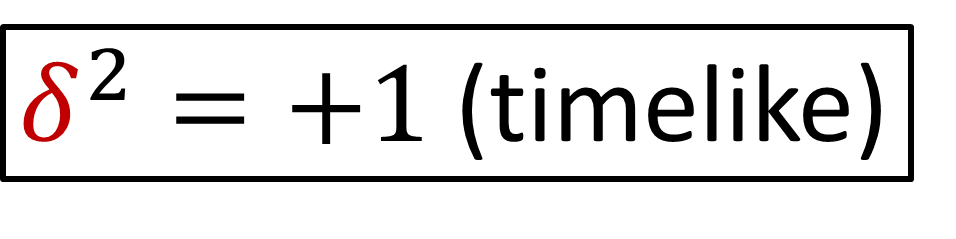 δ² = +1 (timelike)